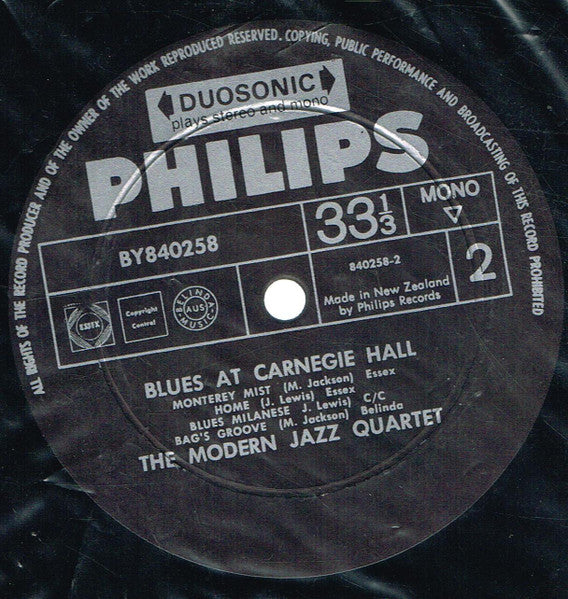 ALL RIGHTS OF THE RECORD PRODUCER AND OF THE OWNER OF THE WORK REPRODUCED RESERVED. COPYING, PUBLIC PERFORMANCE AND BROADCASTING OF THIS RECORD PROHIBITED
DUOSONIC
plays stereo and mono
PHILIPS
BY840258
33 1/3
MONO
840258-2
2
ESSEX
Copyright
Control
BELINDA
AUS
MUSIC
Made in New Zealand
by Philips Records
BLUES AT CARNEGIE HALL
MONTEREY MIST (M. Jackson) Essex
HOME (J. Lewis) Essex
BLUES MILANESE J. Lewis) C/C
BAG'S GROOVE (M. Jackson) Belinda
THE MODERN JAZZ QUARTET